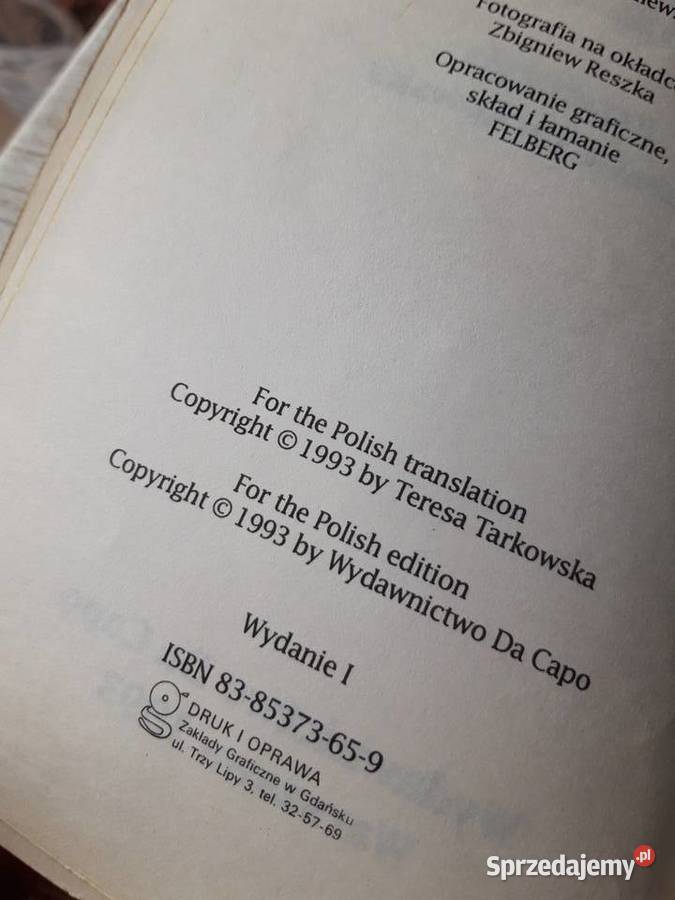 Fotografia na okładce
Zbigniew Reszka
Opracowanie graficzne,
skład i łamanie
FELBERG
For the Polish translation
Copyright © 1993 by Teresa Tarkowska
For the Polish edition
Copyright © 1993 by Wydawnictwo Da Capo
Wydanie I
ISBN 83-85373-65-9
DRUK I OPRAWA
Zakłady Graficzne w Gdańsku
ul. Trzy Lipy 3, tel. 32-57-69
Sprzedajemy.pl